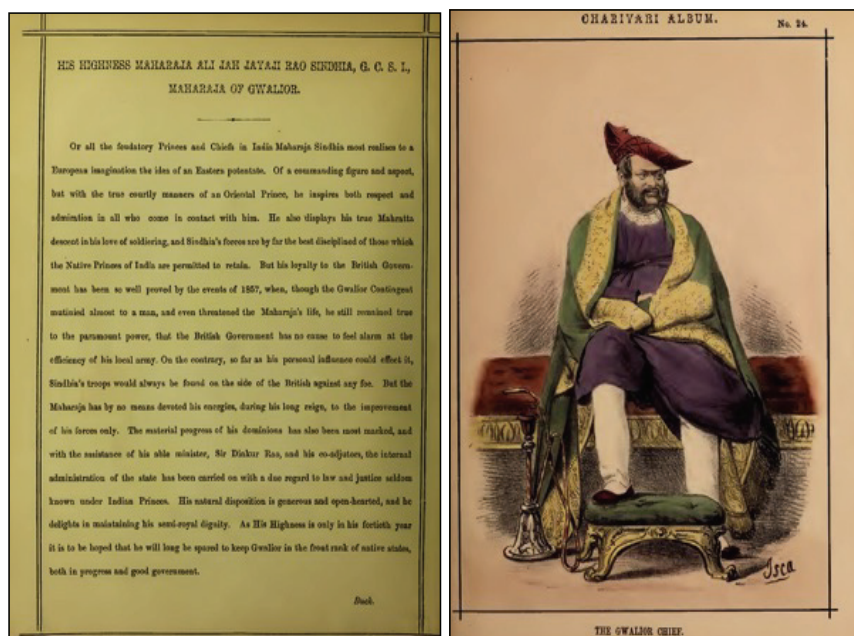 HIS HIGHNESS MAHARAJA ALI JAH JAYAJI RAO SINDHIA, G. C. S. I.,
MAHARAJA OF GWALIOR.
OF all the feudatory Princes and Chiefs in India Maharaja Sindhia most realises to a
European imagination the idea of an Eastern potentate. Of a commanding figure and aspect,
but with the true courtly manners of an Oriental Prince, he inspires both respect and
admiration in all who come in contact with him. He also displays his true Mahratta
descent in his love of soldiering, and Sindhia's forces are by far the best disciplined of those which
the Native Princes of India are permitted to retain. But his loyalty to the British Govern-
ment has been so well proved by the events of 1857, when, though the Gwalior Contingent
mutinied almost to a man, and even threatened the Maharaja's life, he still remained true
to the paramount power, that the British Government has no cause to feel alarm at the
efficiency of his local army. On the contrary, so far as his personal influence could effect it,
Sindhia's troops would always be found on the side of the British against any foe. But the
Maharaja has by no means devoted his energies, during his long reign, to the improvement
of his forces only. The material progress of his dominions has also been most marked, and
with the assistance of his able minister, Sir Dinkur Rao, and his co-adjutors, the internal
administration of the state has been carried on with a due regard to law and justice seldom
known under Indian Princes. His natural disposition is generous and open-hearted, and he
delights in maintaining his semi-royal dignity. As His Highness is only in his fortieth year
it is to be hoped that he will long be spared to keep Gwalior in the front rank of native states,
both in progress and good government.
Buck.
CHARIVARI ALBUM.
No. 24.
Isca
THE GWALIOR CHIEF.